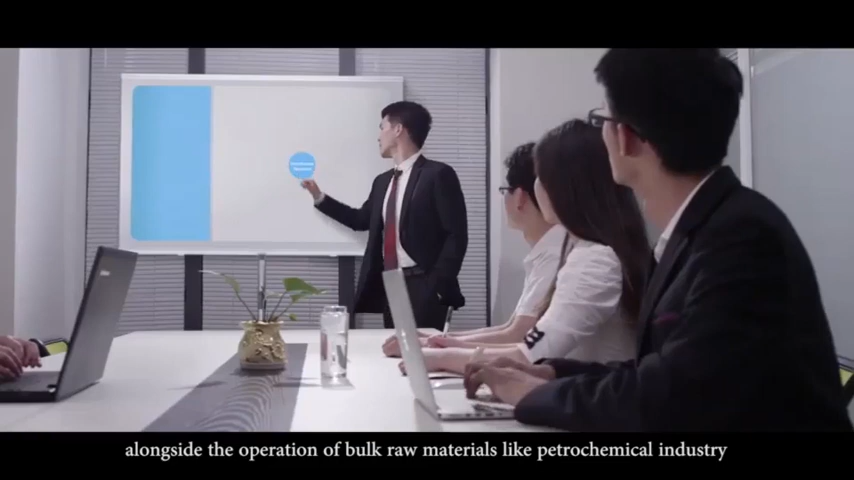 alongside the operation of bulk raw materials like petrochemical industry